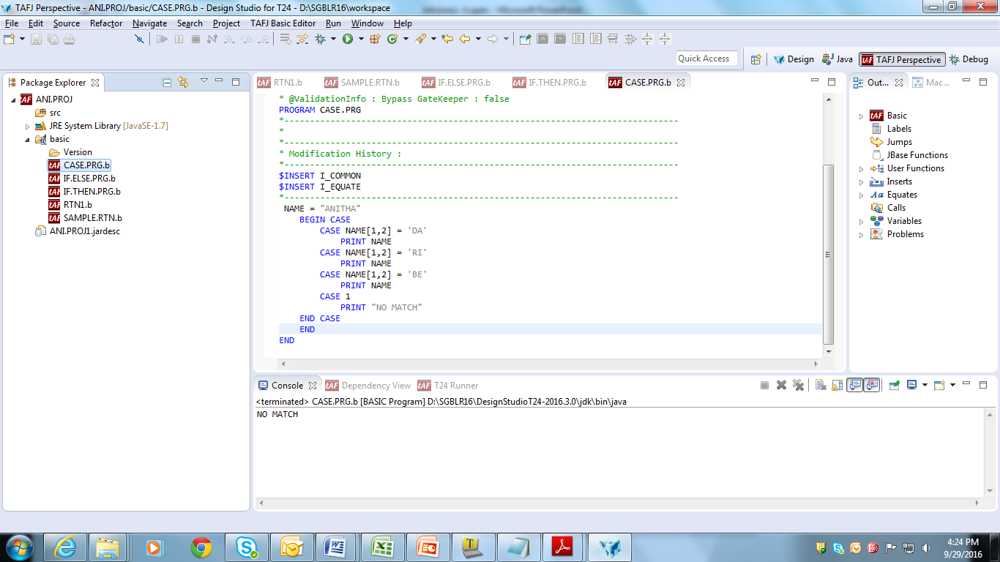 TAFJ Perspective - ANI.PROJ/basic/CASE.PRG.b - Design Studio for T24 - D:\SGBLR16\workspace
File Edit Source Refactor Navigate Search Project TAFJ Basic Editor Run Window Help
Quick Access
Design Java TAFJ Perspective Debug
Package Explorer
ANI.PROJ
src
JRE System Library [JavaSE-1.7]
basic
Version
CASE.PRG.b
IF.ELSE.PRG.b
IF.THEN.PRG.b
RTN1.b
SAMPLE.RTN.b
ANI.PROJ1.jardesc
RTN1.b SAMPLE.RTN.b IF.ELSE.PRG.b IF.THEN.PRG.b CASE.PRG.b
* @ValidationInfo : Bypass GateKeeper : false
PROGRAM CASE.PRG
*-----------------------------------------------------------------------------
*
*-----------------------------------------------------------------------------
* Modification History :
*-----------------------------------------------------------------------------
$INSERT I_COMMON
$INSERT I_EQUATE
*-----------------------------------------------------------------------------
NAME = "ANITHA"
BEGIN CASE
CASE NAME[1,2] = 'DA'
PRINT NAME
CASE NAME[1,2] = 'RI'
PRINT NAME
CASE NAME[1,2] = 'BE'
PRINT NAME
CASE 1
PRINT "NO MATCH"
END CASE
END
END
Out... Mac...
Basic
Labels
Jumps
JBase Functions
User Functions
Inserts
Equates
Calls
Variables
Problems
Console Dependency View T24 Runner
<terminated> CASE.PRG.b [BASIC Program] D:\SGBLR16\DesignStudioT24-2016.3.0\jdk\bin\java
NO MATCH
4:24 PM
9/29/2016